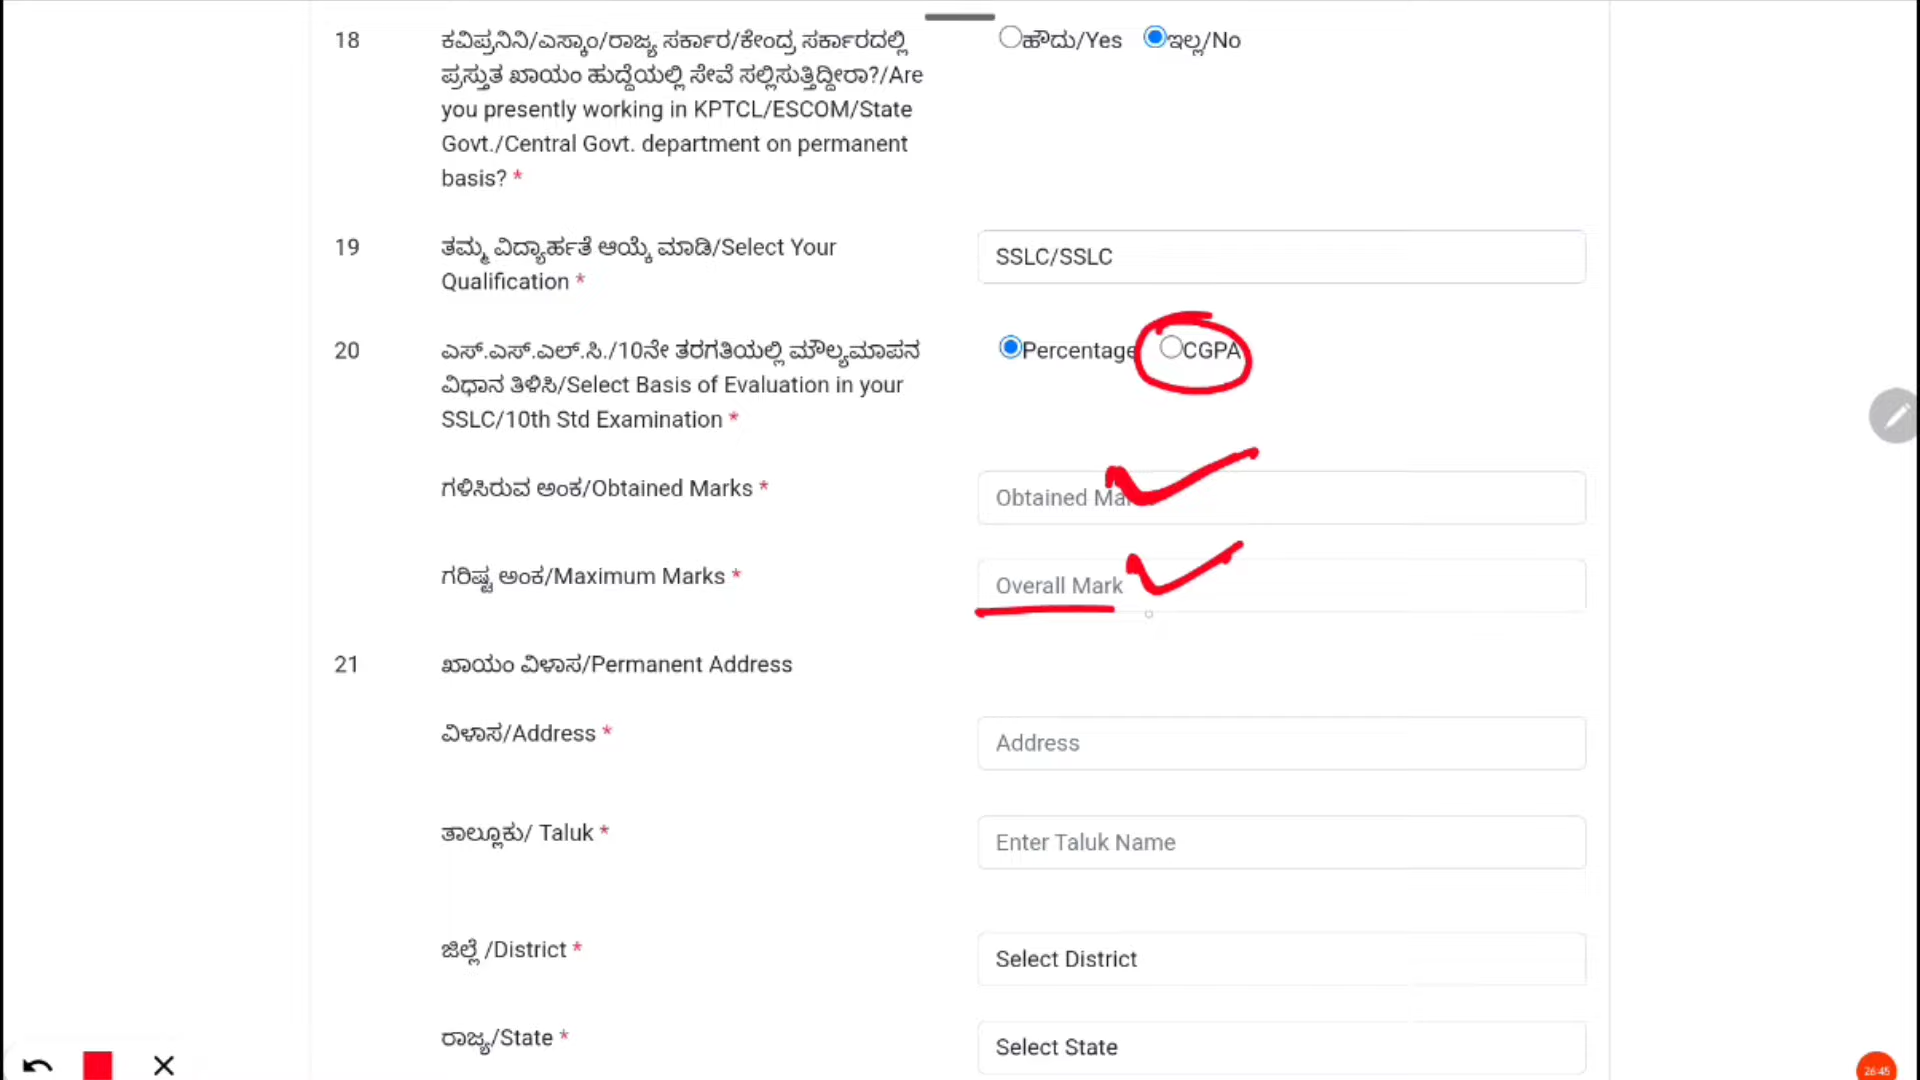 18
ಕವಿಪ್ರನಿನಿ/ಎಸ್ಕಾಂ/ರಾಜ್ಯ ಸರ್ಕಾರ/ಕೇಂದ್ರ ಸರ್ಕಾರದಲ್ಲಿ
ಪ್ರಸ್ತುತ ಖಾಯಂ ಹುದ್ದೆಯಲ್ಲಿ ಸೇವೆ ಸಲ್ಲಿಸುತ್ತಿದ್ದೀರಾ?/Are
you presently working in KPTCL/ESCOM/State
Govt./Central Govt. department on permanent
basis? *
ಹೌದು/Yes ಇಲ್ಲ/No
19
ತಮ್ಮ ವಿದ್ಯಾರ್ಹತೆ ಆಯ್ಕೆ ಮಾಡಿ/Select Your
Qualification *
SSLC/SSLC
20
ಎಸ್.ಎಸ್.ಎಲ್.ಸಿ./10ನೇ ತರಗತಿಯಲ್ಲಿ ಮೌಲ್ಯಮಾಪನ
ವಿಧಾನ ತಿಳಿಸಿ/Select Basis of Evaluation in your
SSLC/10th Std Examination *
Percentage CGPA
ಗಳಿಸಿರುವ ಅಂಕ/Obtained Marks *
Obtained
ಗರಿಷ್ಟ ಅಂಕ/Maximum Marks *
Overall Mark
21
ಖಾಯಂ ವಿಳಾಸ/Permanent Address
ವಿಳಾಸ/Address *
Address
ತಾಲ್ಲೂಕು/ Taluk *
Enter Taluk Name
ಜಿಲ್ಲೆ /District *
Select District
ರಾಜ್ಯ/State *
Select State
26:45